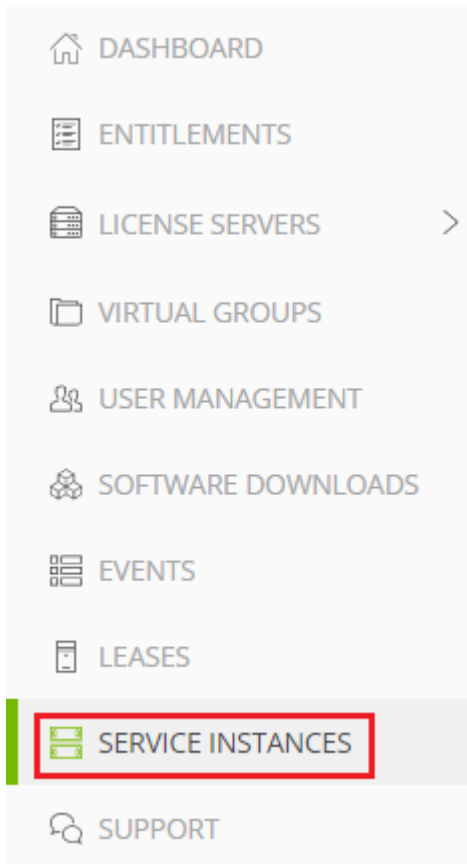 DASHBOARD
ENTITLEMENTS
LICENSE SERVERS
VIRTUAL GROUPS
USER MANAGEMENT
SOFTWARE DOWNLOADS
EVENTS
LEASES
SERVICE INSTANCES
SUPPORT